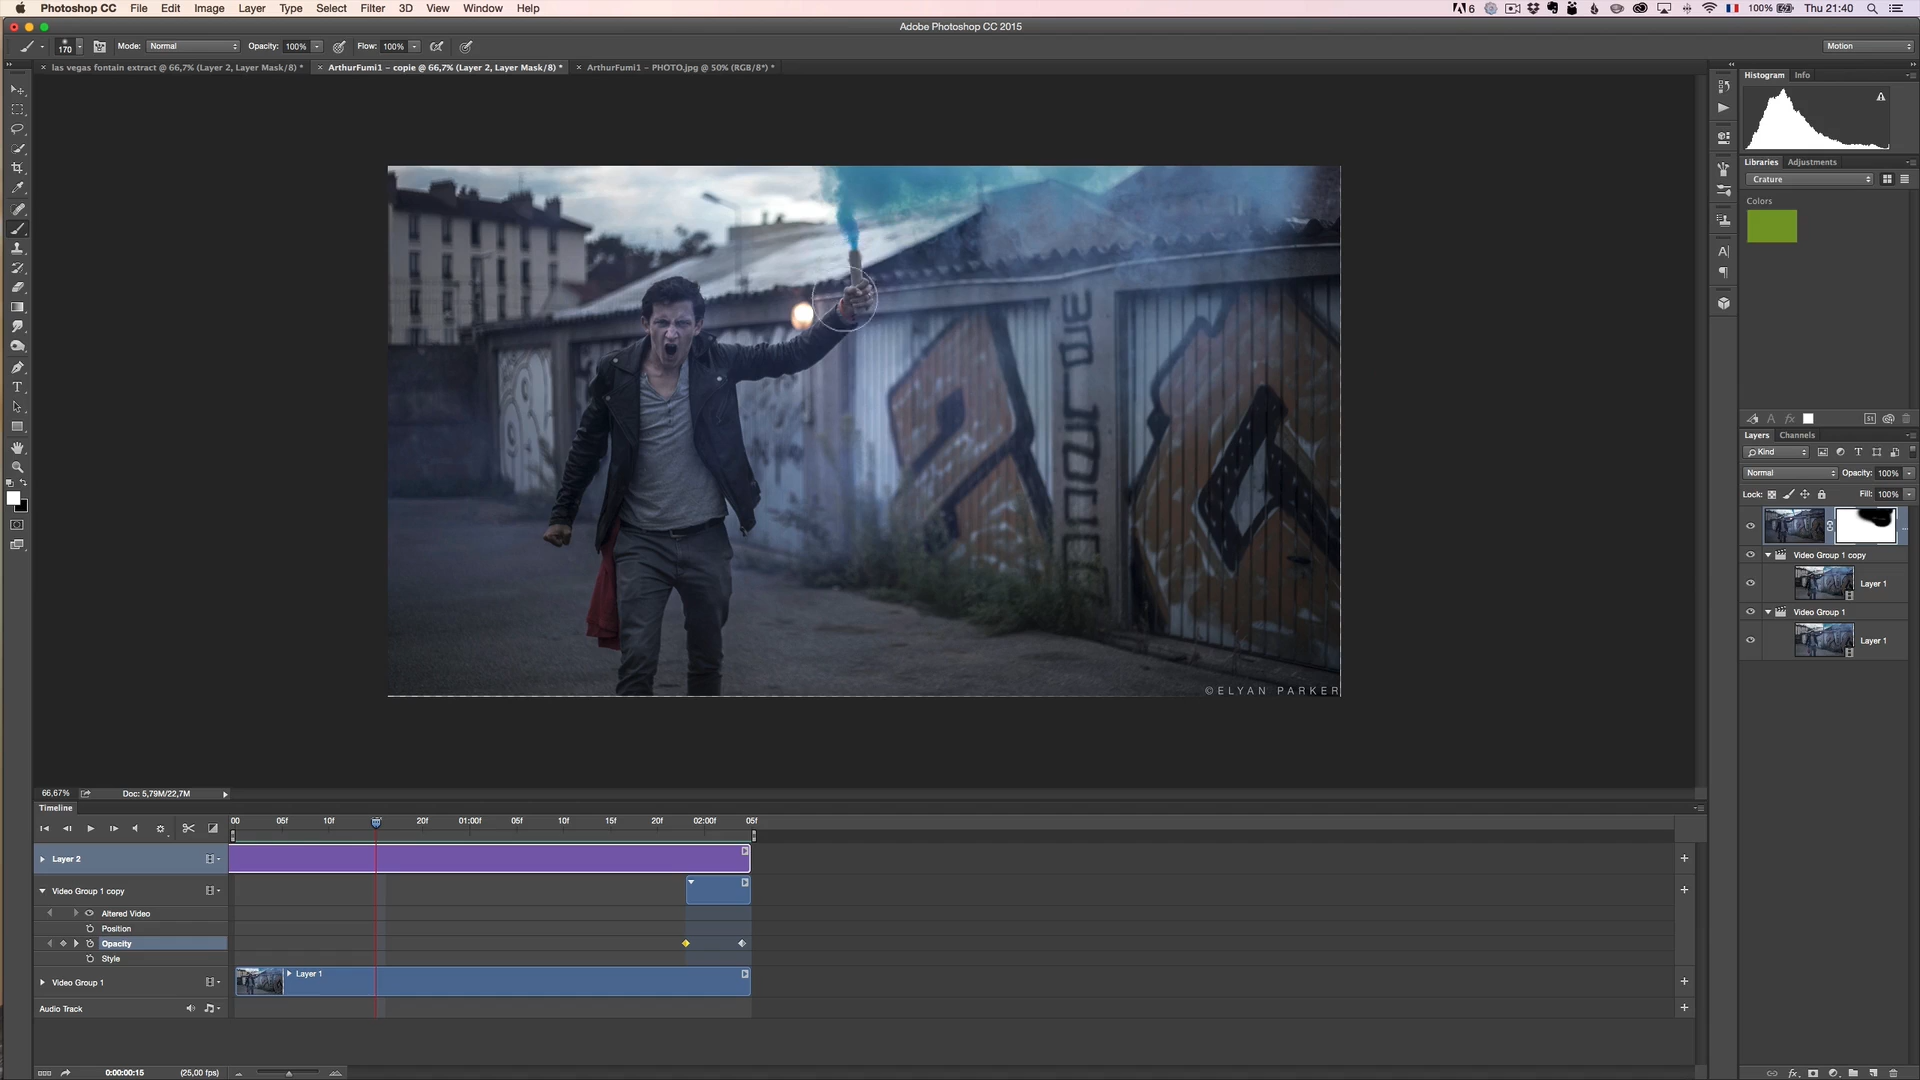 Photoshop CC File Edit Image Layer Type Select Filter 3D View Window Help 6 100% Thu 21:40
Adobe Photoshop CC 2015
170 Mode: Normal Opacity: 100% Flow: 100% Motion
× las vegas fontain extract @ 66,7% (Layer 2, Layer Mask/8) * × ArthurFumi1 – copie @ 66,7% (Layer 2, Layer Mask/8) * × ArthurFumi1 – PHOTO.jpg @ 50% (RGB/8*) *
Histogram Info
Libraries Adjustments
Crature
Colors
Layers Channels
Kind
Normal Opacity: 100%
Lock: Fill: 100%
Video Group 1 copy
Layer 1
Video Group 1
Layer 1
©ELYAN PARKER
66,67% Doc: 5,79M/22,7M
Timeline
00 05f 10f 20f 01:00f 05f 10f 15f 20f 02:00f 05f
Layer 2
Video Group 1 copy
Altered Video
Position
Opacity
Style
Video Group 1 Layer 1
Audio Track
0:00:00:15 (25,00 fps)